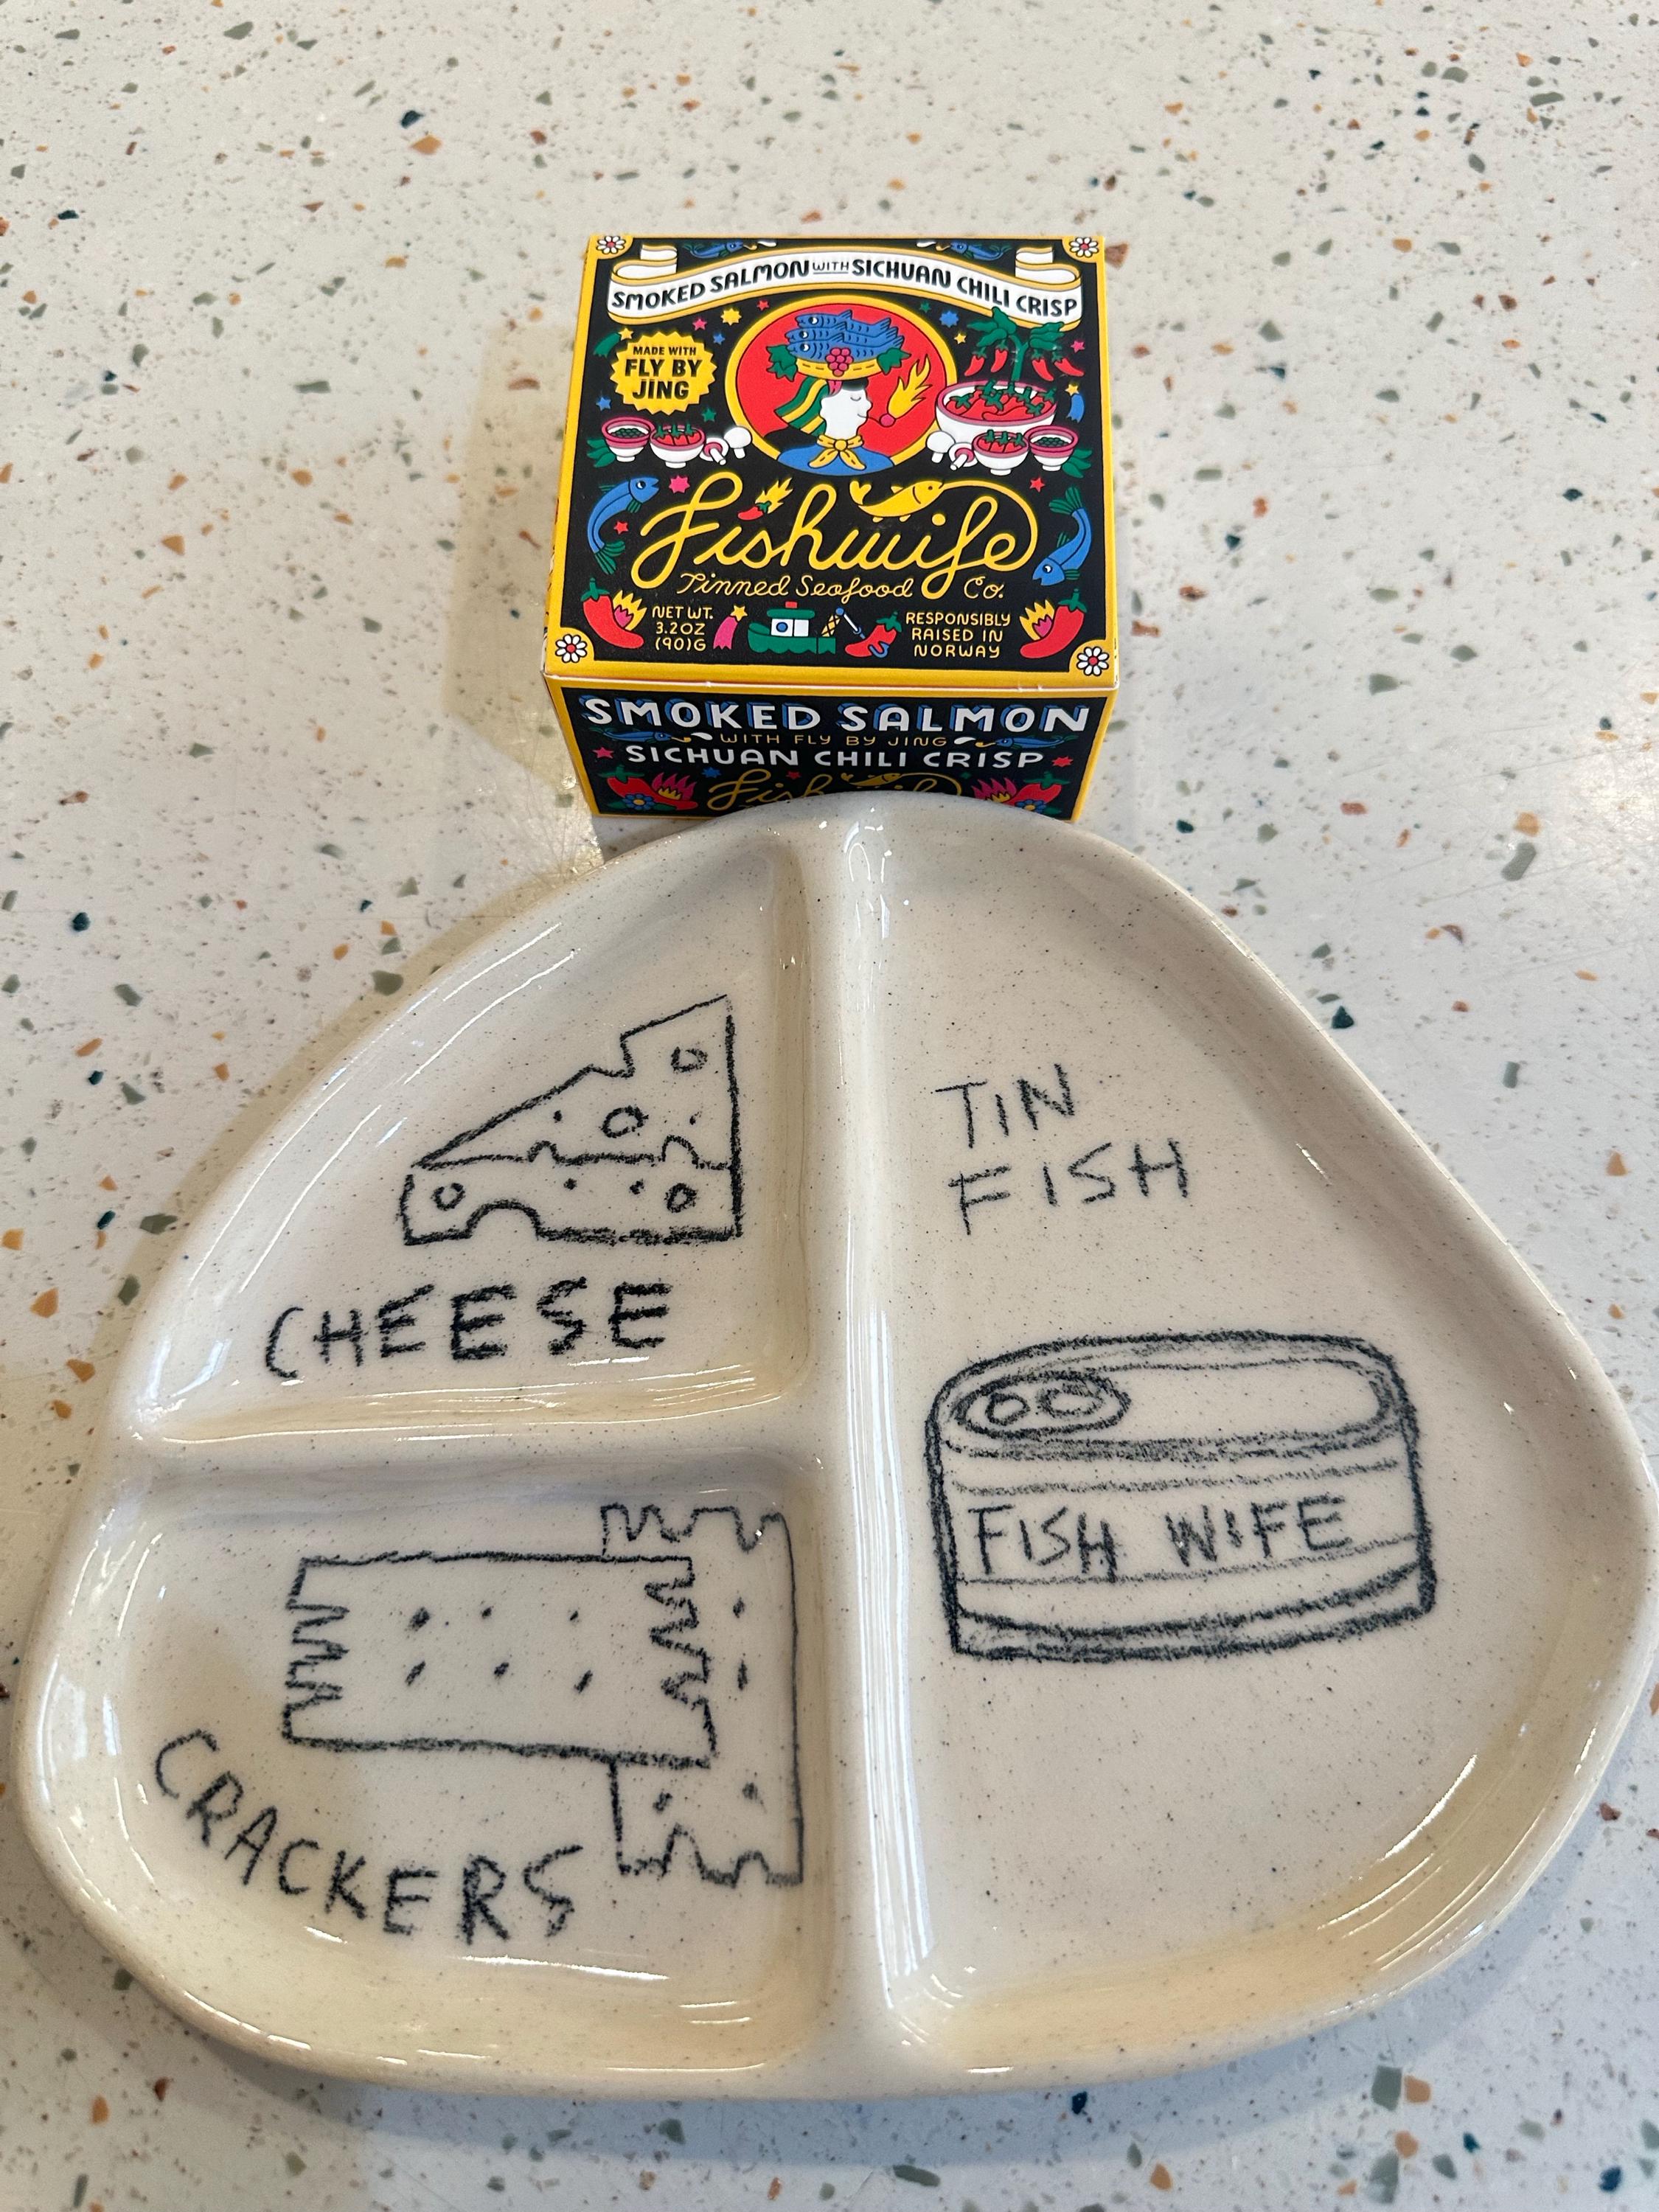 SMOKED SALMON WITH SICHUAN CHILI CRISP
MADE WITH
FLY BY
JING
Fishwife
Tinned Seafood Co.
NET WT.
3.2OZ
(90)G
RESPONSIBLY
RAISED IN
NORWAY
SMOKED SALMON
WITH FLY BY JING
SICHUAN CHILI CRISP
Fishwife
CHEESE
TIN
FISH
FISH WIFE
CRACKERS